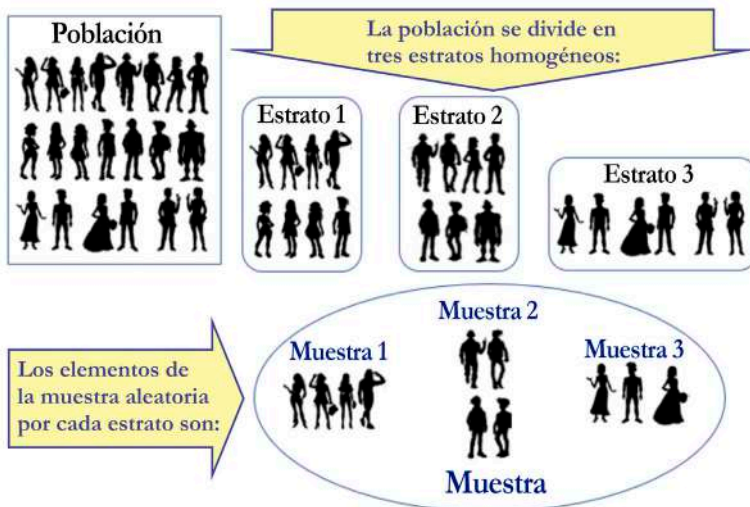 Población
La población se divide en
tres estratos homogéneos:
Estrato 1
Estrato 2
Estrato 3
Los elementos de
la muestra aleatoria
por cada estrato son:
Muestra 1
Muestra 2
Muestra 3
Muestra